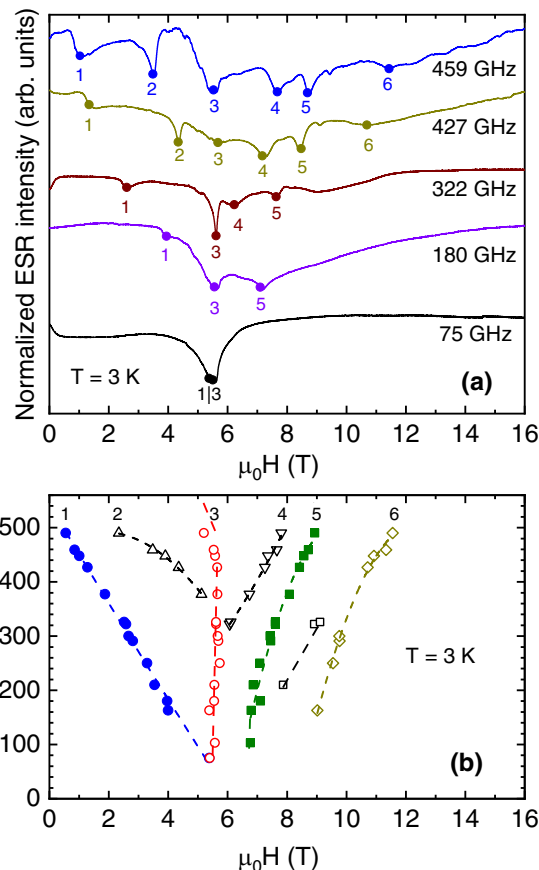 Normalized ESR intensity (arb. units)
1 2 3 4 5 6 459 GHz
1 2 3 4 5 6 427 GHz
1 3 4 5 322 GHz
1 3 5 180 GHz
75 GHz
1|3
T = 3 K (a)
0 2 4 6 8 10 12 14 16
μ0H (T)
1 2 3 4 5 6
500
400
300
200
100
0
T = 3 K
(b)
0 2 4 6 8 10 12 14 16
μ0H (T)